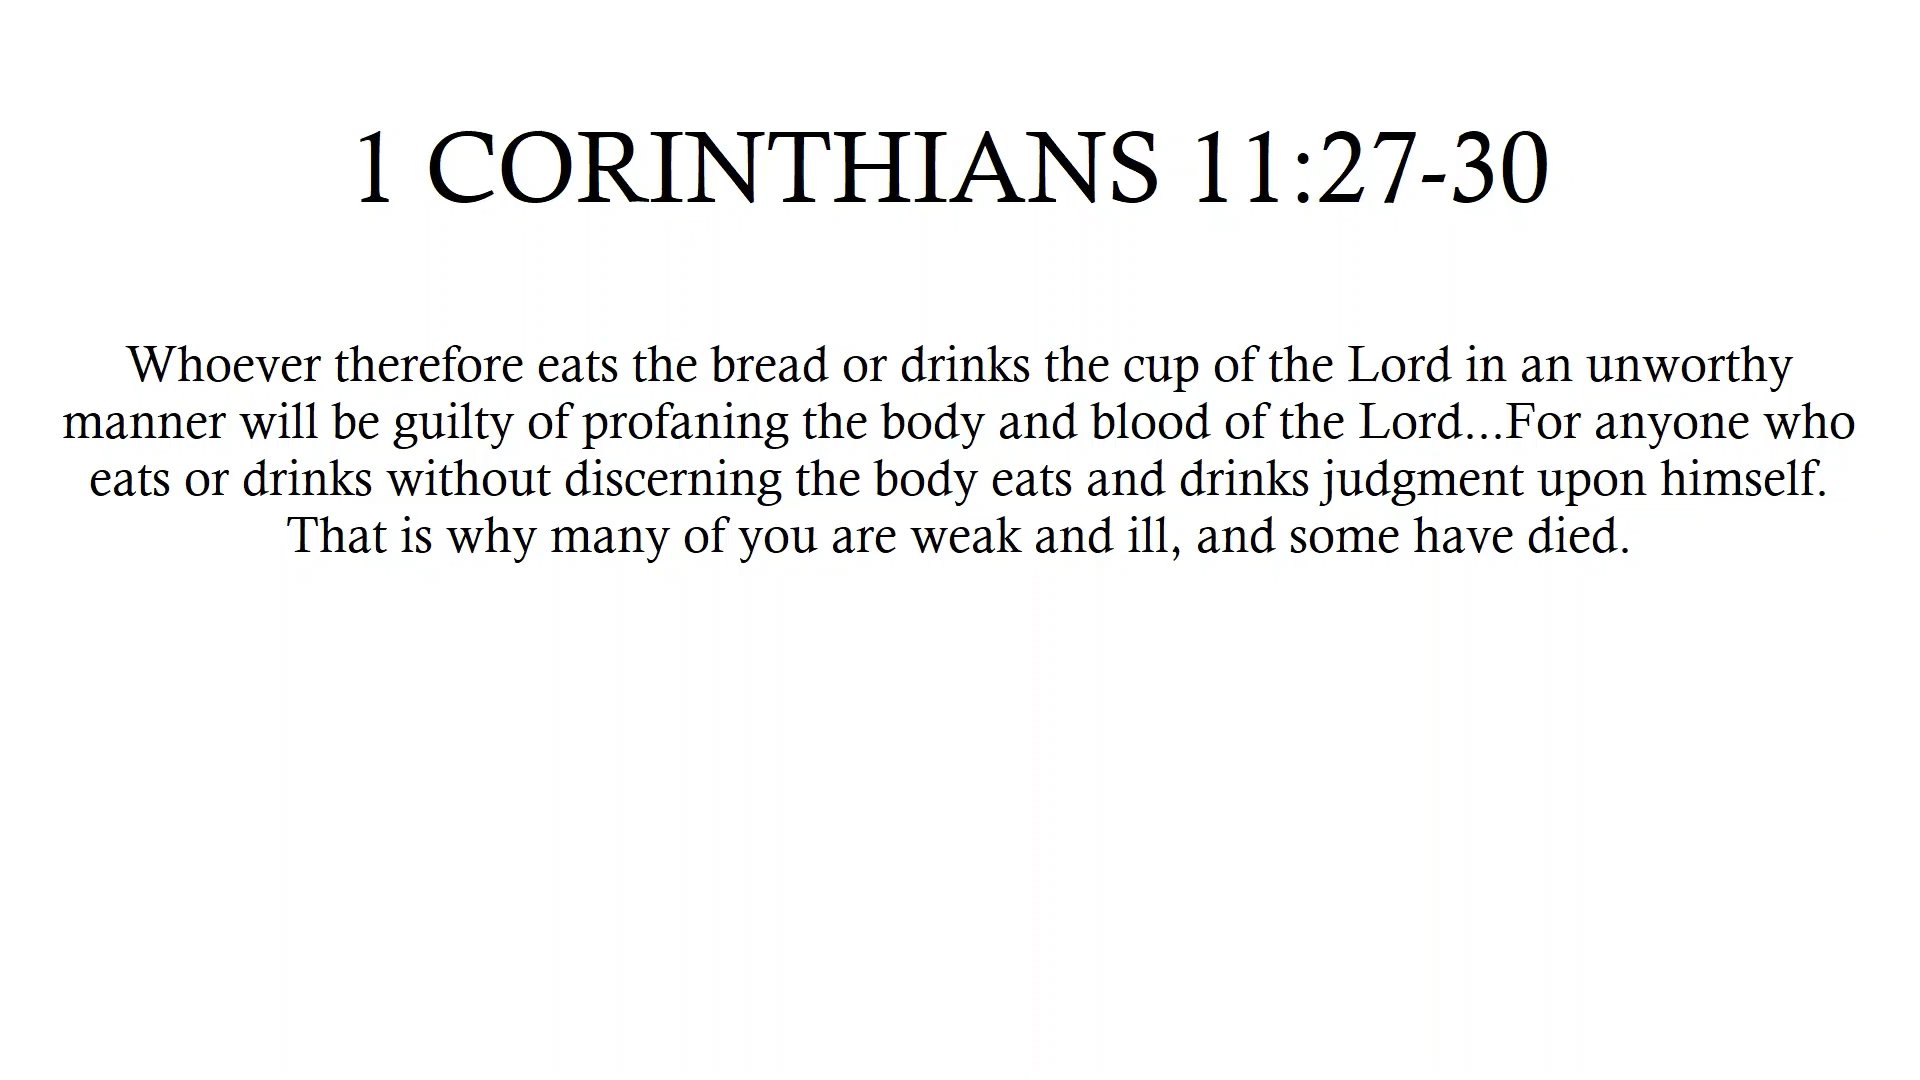 1 CORINTHIANS 11:27-30
Whoever therefore eats the bread or drinks the cup of the Lord in an unworthy
manner will be guilty of profaning the body and blood of the Lord...For anyone who
eats or drinks without discerning the body eats and drinks judgment upon himself.
That is why many of you are weak and ill, and some have died.